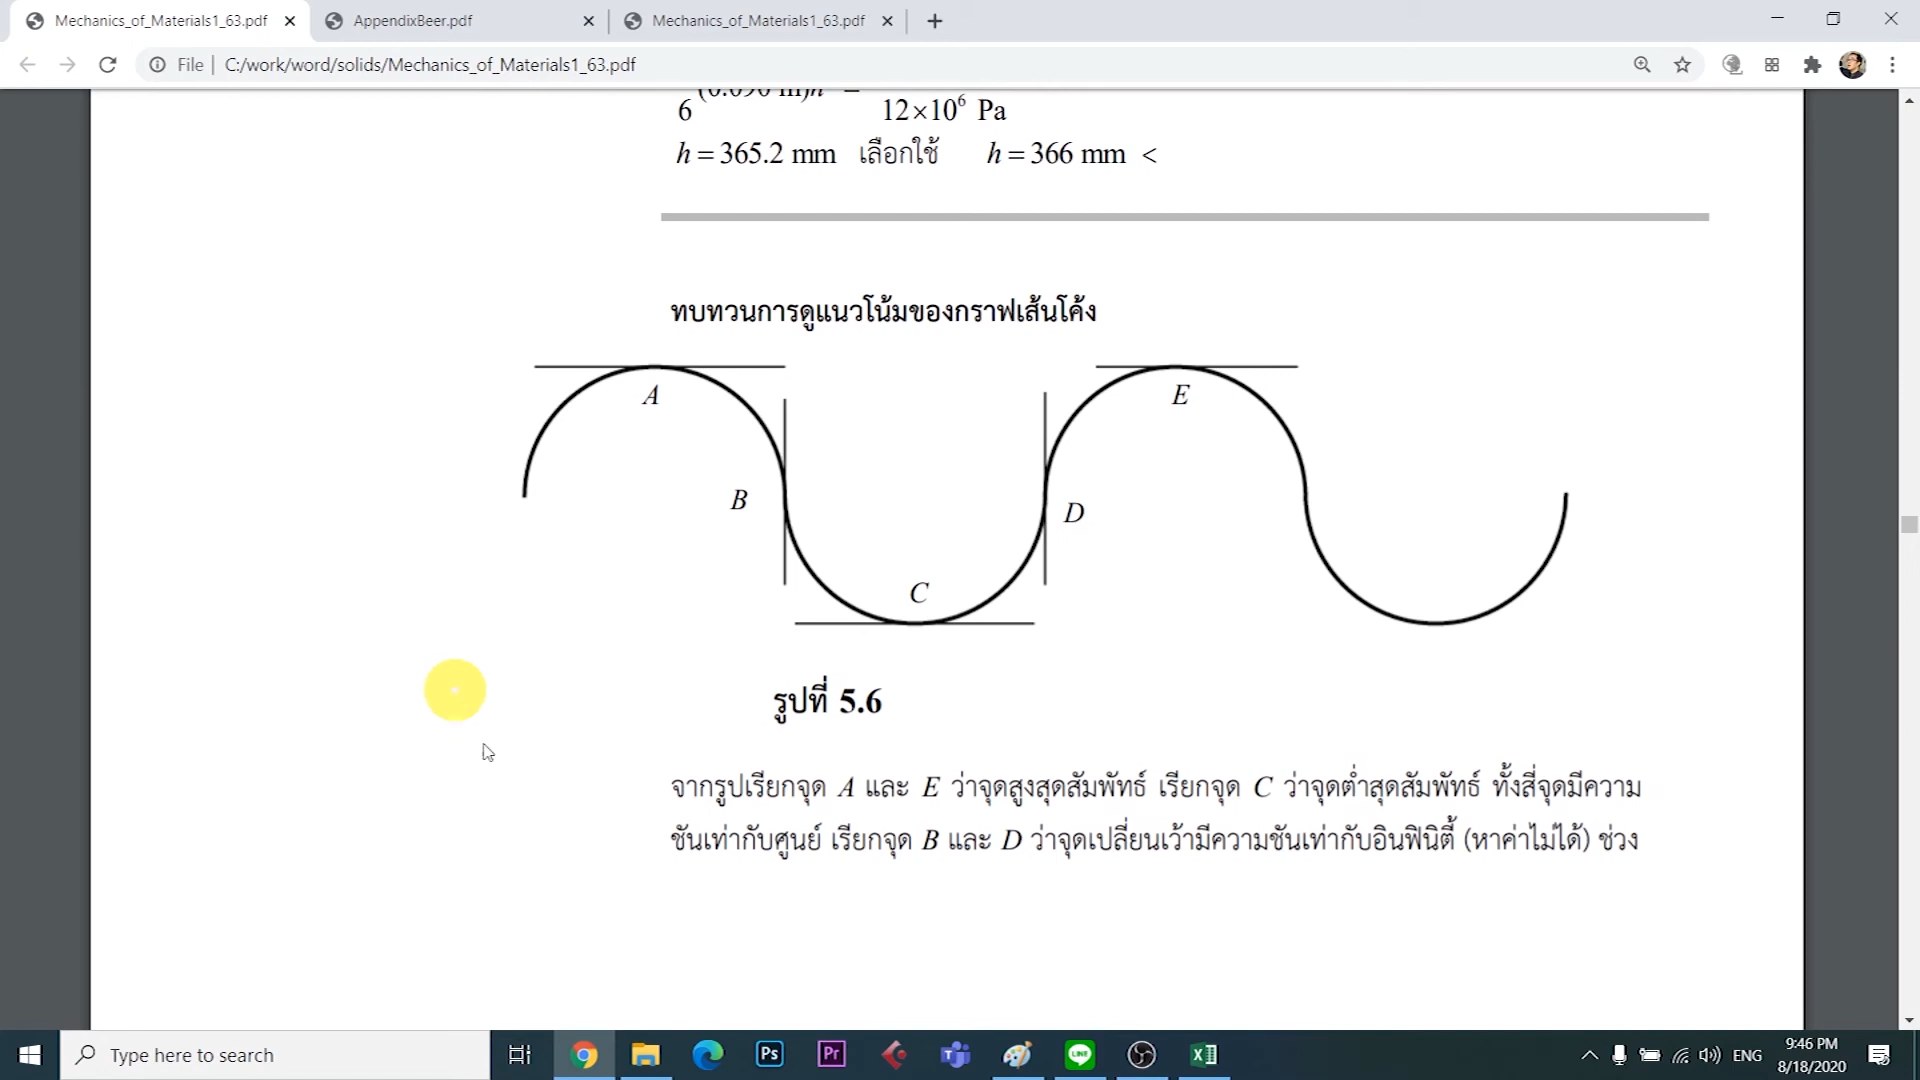 Mechanics_of_Materials1_63.pdf
AppendixBeer.pdf
Mechanics_of_Materials1_63.pdf
File | C:/work/word/solids/Mechanics_of_Materials1_63.pdf
6 12×10⁶ Pa
h = 365.2 mm เลือกใช้ h = 366 mm <
ทบทวนการดูแนวโน้มของกราฟเส้นโค้ง
A
E
B
D
C
รูปที่ 5.6
จากรูปเรียกจุด A และ E ว่าจุดสูงสุดสัมพัทธ์ เรียกจุด C ว่าจุดต่ำสุดสัมพัทธ์ ทั้งสี่จุดมีความ
ชันเท่ากับศูนย์ เรียกจุด B และ D ว่าจุดเปลี่ยนเว้ามีความชันเท่ากับอินฟินิตี้ (หาค่าไม่ได้) ช่วง
Type here to search
Ps
Pr
LINE
ENG
9:46 PM
8/18/2020